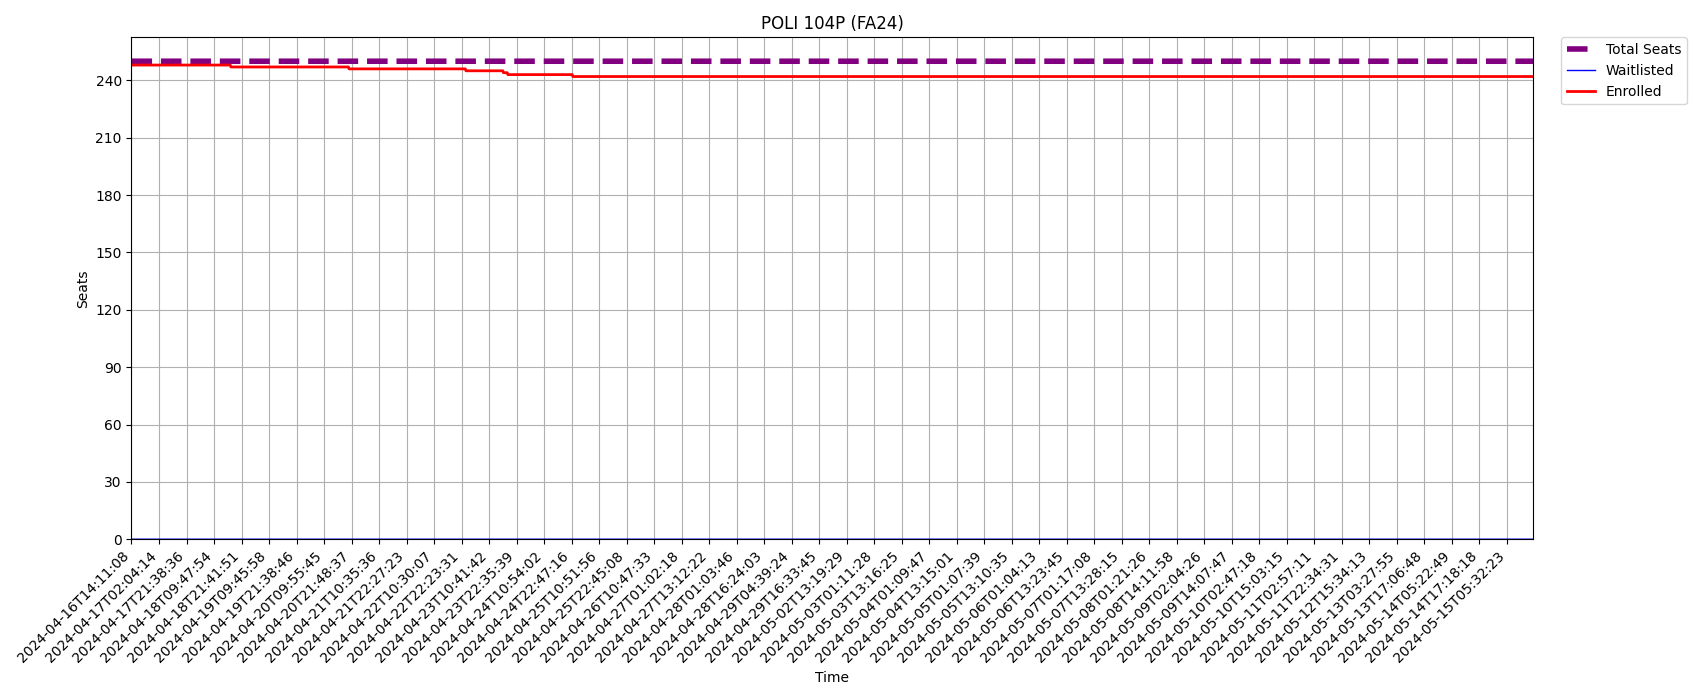 POLI 104P (FA24)
Total Seats
Waitlisted
Enrolled
Seats
240
210
180
150
120
90
60
30
0
2024-04-16T14:11:08
2024-04-17T02:04:14
2024-04-17T21:38:36
2024-04-18T09:47:54
2024-04-18T21:41:51
2024-04-19T09:45:58
2024-04-19T21:38:46
2024-04-20T09:55:45
2024-04-20T21:48:37
2024-04-21T10:35:36
2024-04-21T22:27:23
2024-04-22T10:30:07
2024-04-22T22:23:31
2024-04-23T10:41:42
2024-04-23T22:35:39
2024-04-24T10:54:02
2024-04-24T22:47:16
2024-04-25T10:51:56
2024-04-25T22:45:08
2024-04-26T10:47:33
2024-04-27T01:02:18
2024-04-27T13:12:22
2024-04-28T01:03:46
2024-04-28T16:24:03
2024-04-29T04:39:24
2024-04-29T16:33:45
2024-05-02T13:19:29
2024-05-03T01:11:28
2024-05-03T13:16:25
2024-05-04T01:09:47
2024-05-04T13:15:01
2024-05-05T01:07:39
2024-05-05T13:10:35
2024-05-06T01:04:13
2024-05-06T13:23:45
2024-05-07T01:17:08
2024-05-07T13:28:15
2024-05-08T01:21:26
2024-05-08T14:11:58
2024-05-09T02:04:26
2024-05-09T14:07:47
2024-05-10T02:47:18
2024-05-10T15:03:15
2024-05-11T02:57:11
2024-05-11T22:34:31
2024-05-12T15:34:13
2024-05-13T03:27:55
2024-05-13T17:06:48
2024-05-14T05:22:49
2024-05-14T17:18:18
2024-05-15T05:32:23
Time